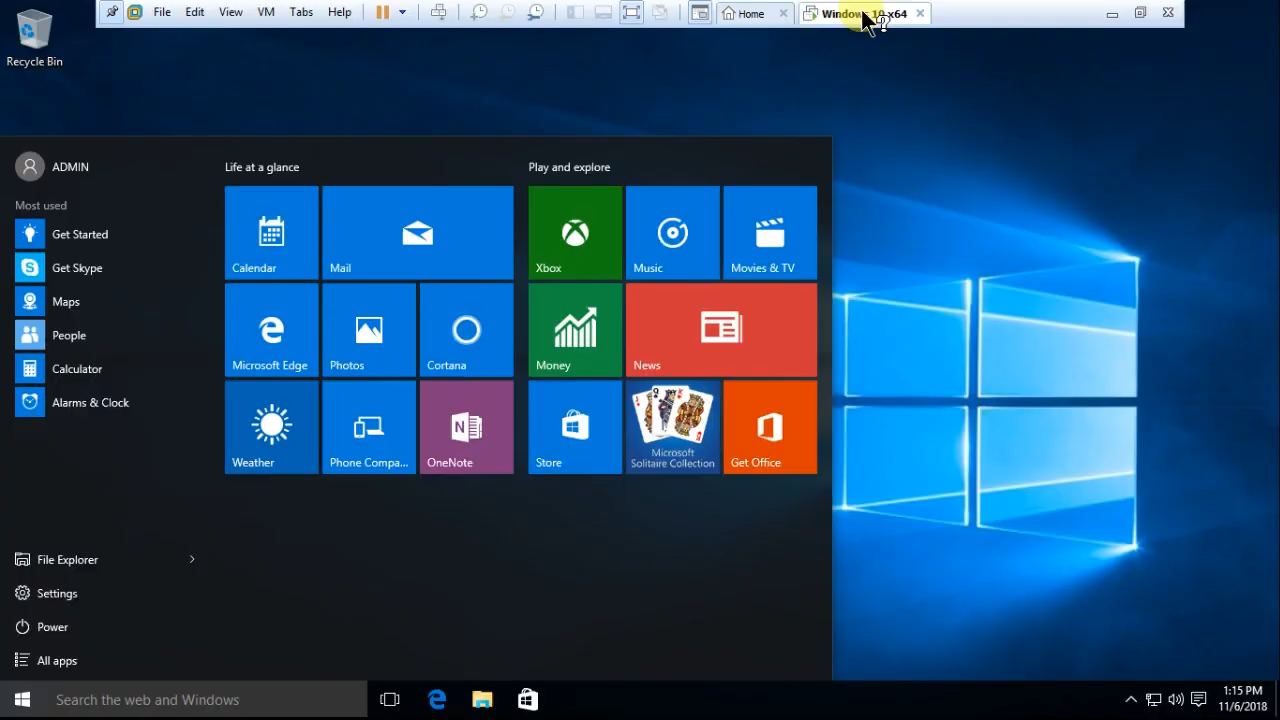 File Edit View VM Tabs Help Home Windows 10 x64
Recycle Bin
ADMIN
Most used
Get Started
Get Skype
Maps
People
Calculator
Alarms & Clock
File Explorer
Settings
Power
All apps
Life at a glance
Calendar
Mail
Microsoft Edge
Photos
Cortana
Weather
Phone Compa...
OneNote
Play and explore
Xbox
Music
Movies & TV
Money
News
Store
Microsoft
Solitaire Collection
Get Office
Search the web and Windows
1:15 PM
11/6/2018